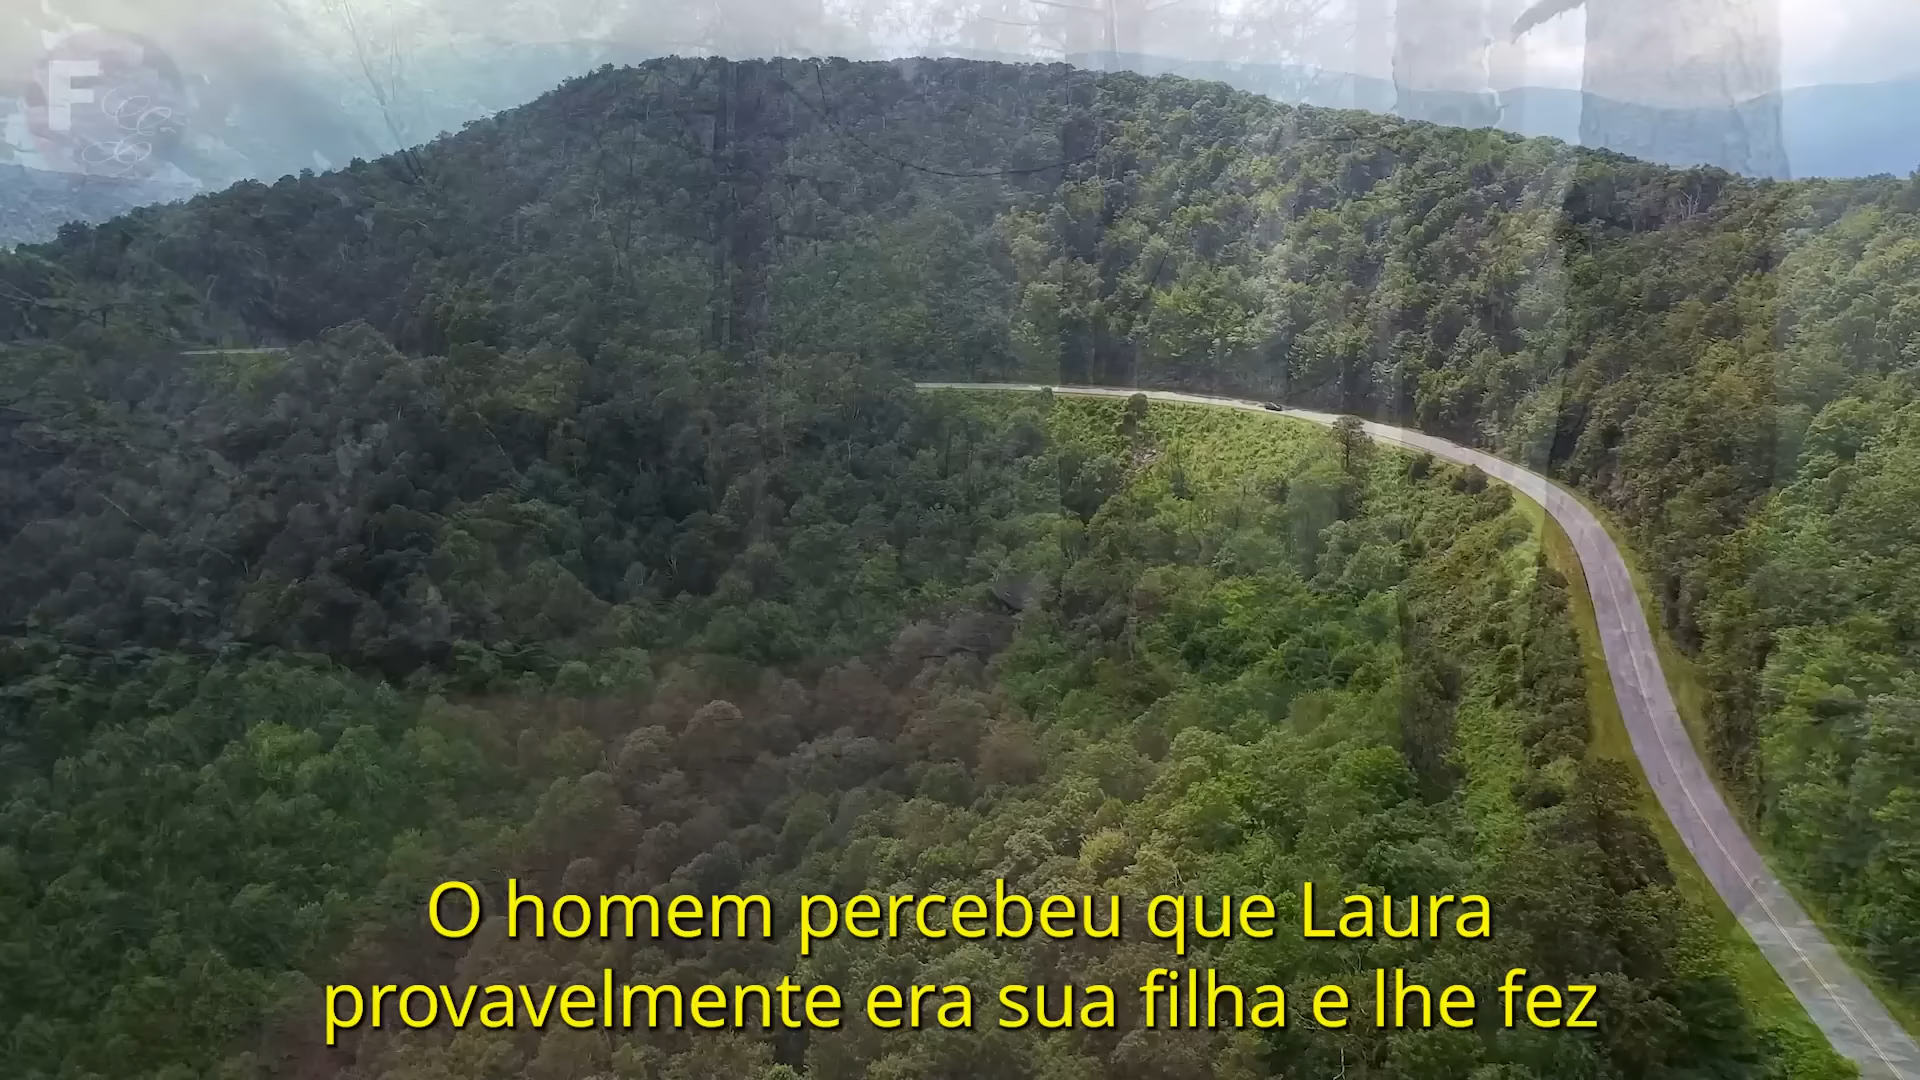 F
O homem percebeu que Laura
provavelmente era sua filha e lhe fez